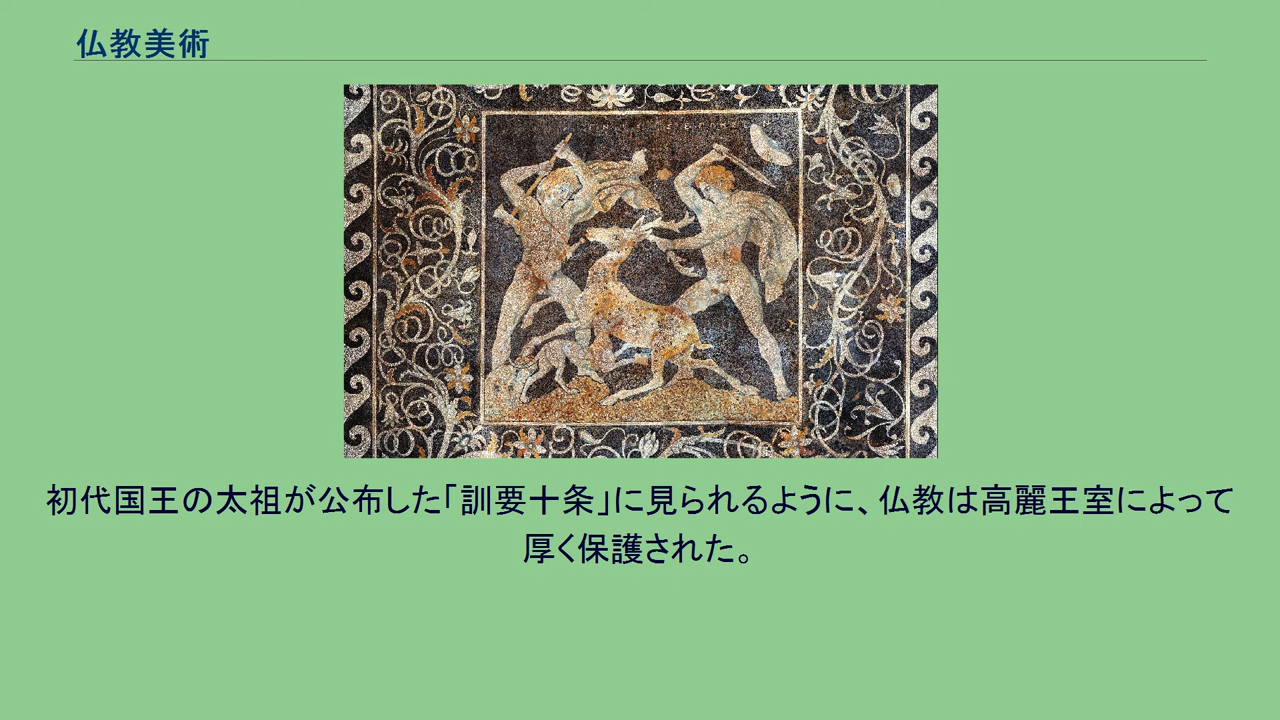 仏教美術
初代国王の太祖が公布した「訓要十条」に見られるように、仏教は高麗王室によって
厚く保護された。